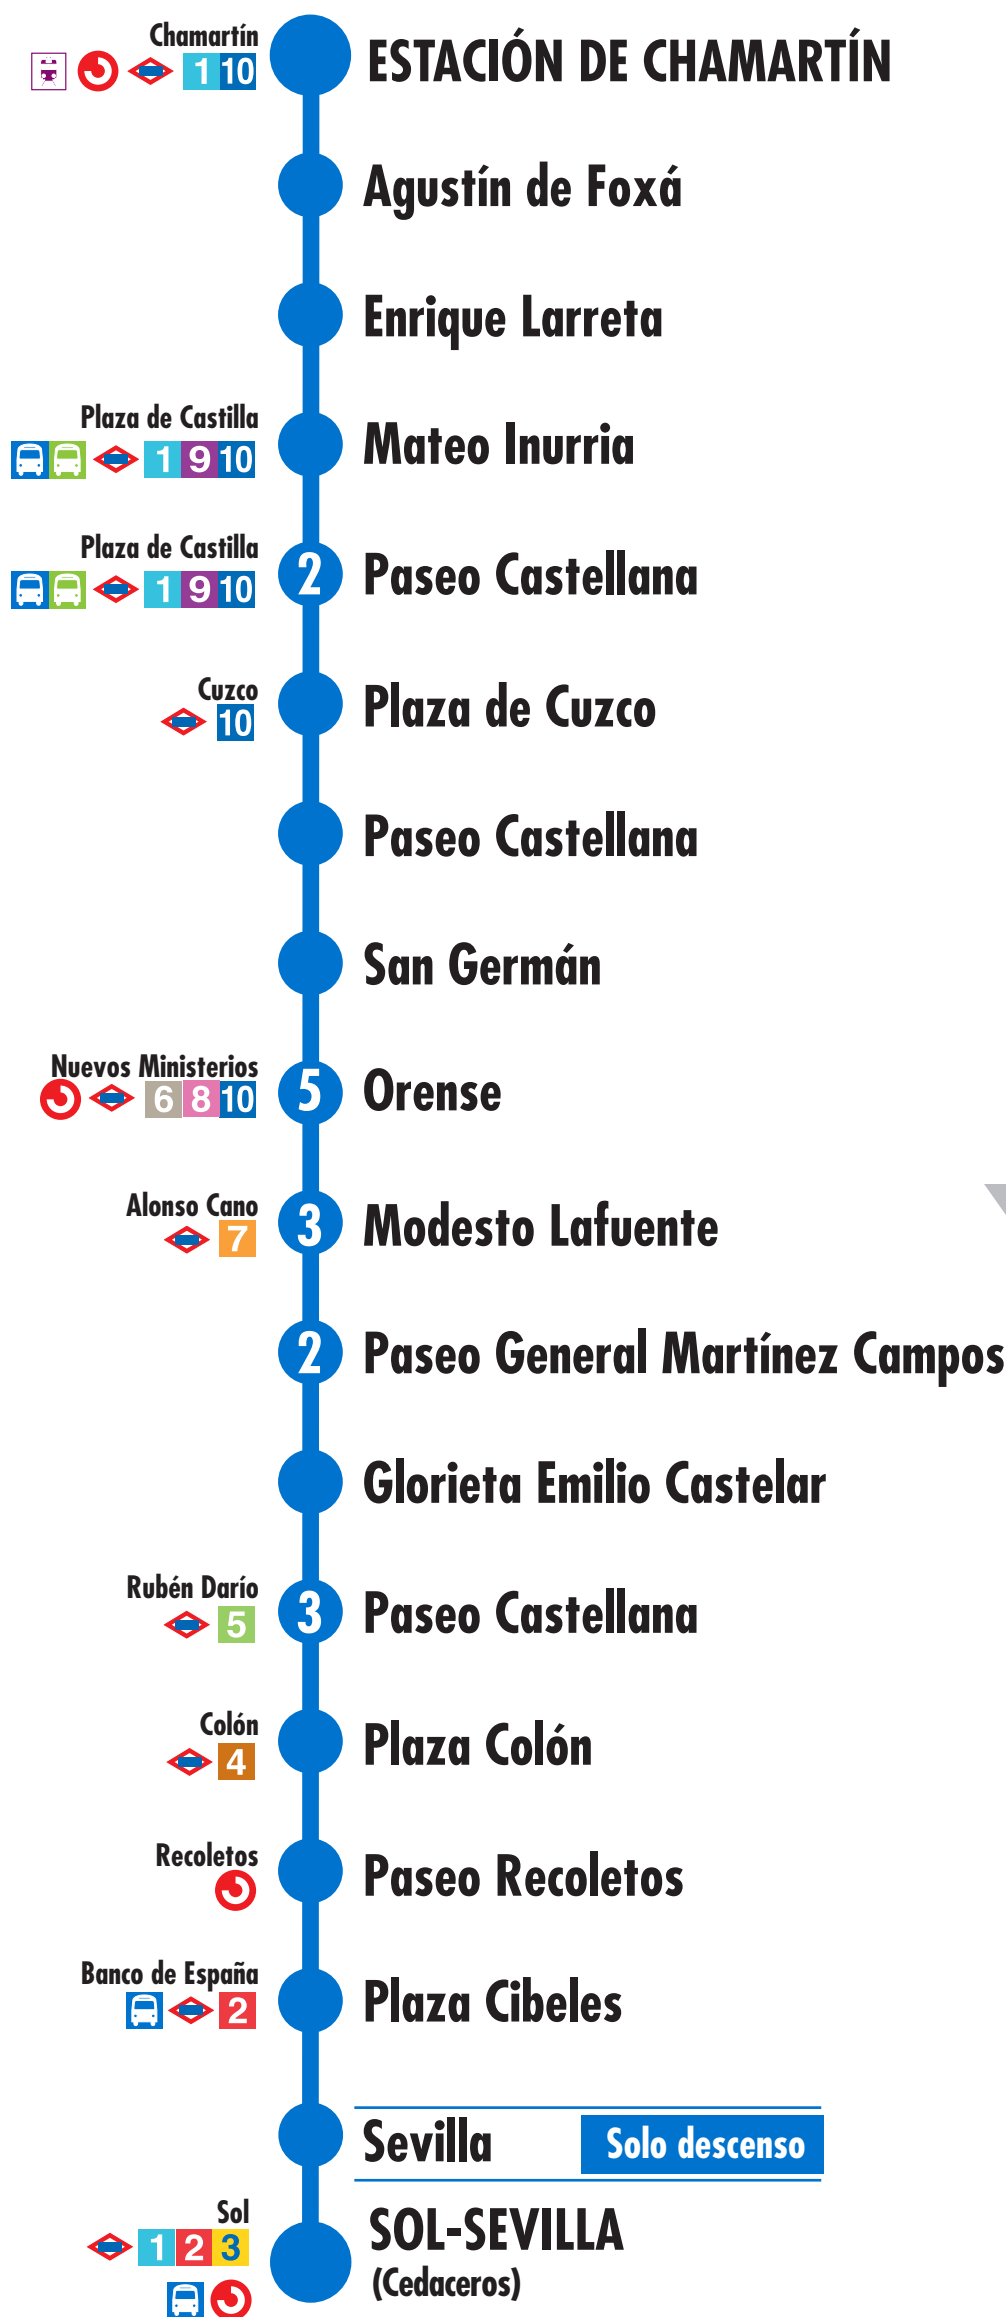 Chamartín
1 10
ESTACIÓN DE CHAMARTÍN
Agustín de Foxá
Enrique Larreta
Plaza de Castilla
1 9 10
Mateo Inurria
Plaza de Castilla
1 9 10
2
Paseo Castellana
Cuzco
10
Plaza de Cuzco
Paseo Castellana
San Germán
Nuevos Ministerios
6 8 10
5
Orense
Alonso Cano
7
3
Modesto Lafuente
2
Paseo General Martínez Campos
Glorieta Emilio Castelar
Rubén Darío
5
3
Paseo Castellana
Colón
4
Plaza Colón
Recoletos
Paseo Recoletos
Banco de España
2
Plaza Cibeles
Sevilla
Solo descenso
Sol
1 2 3
SOL-SEVILLA
(Cedaceros)